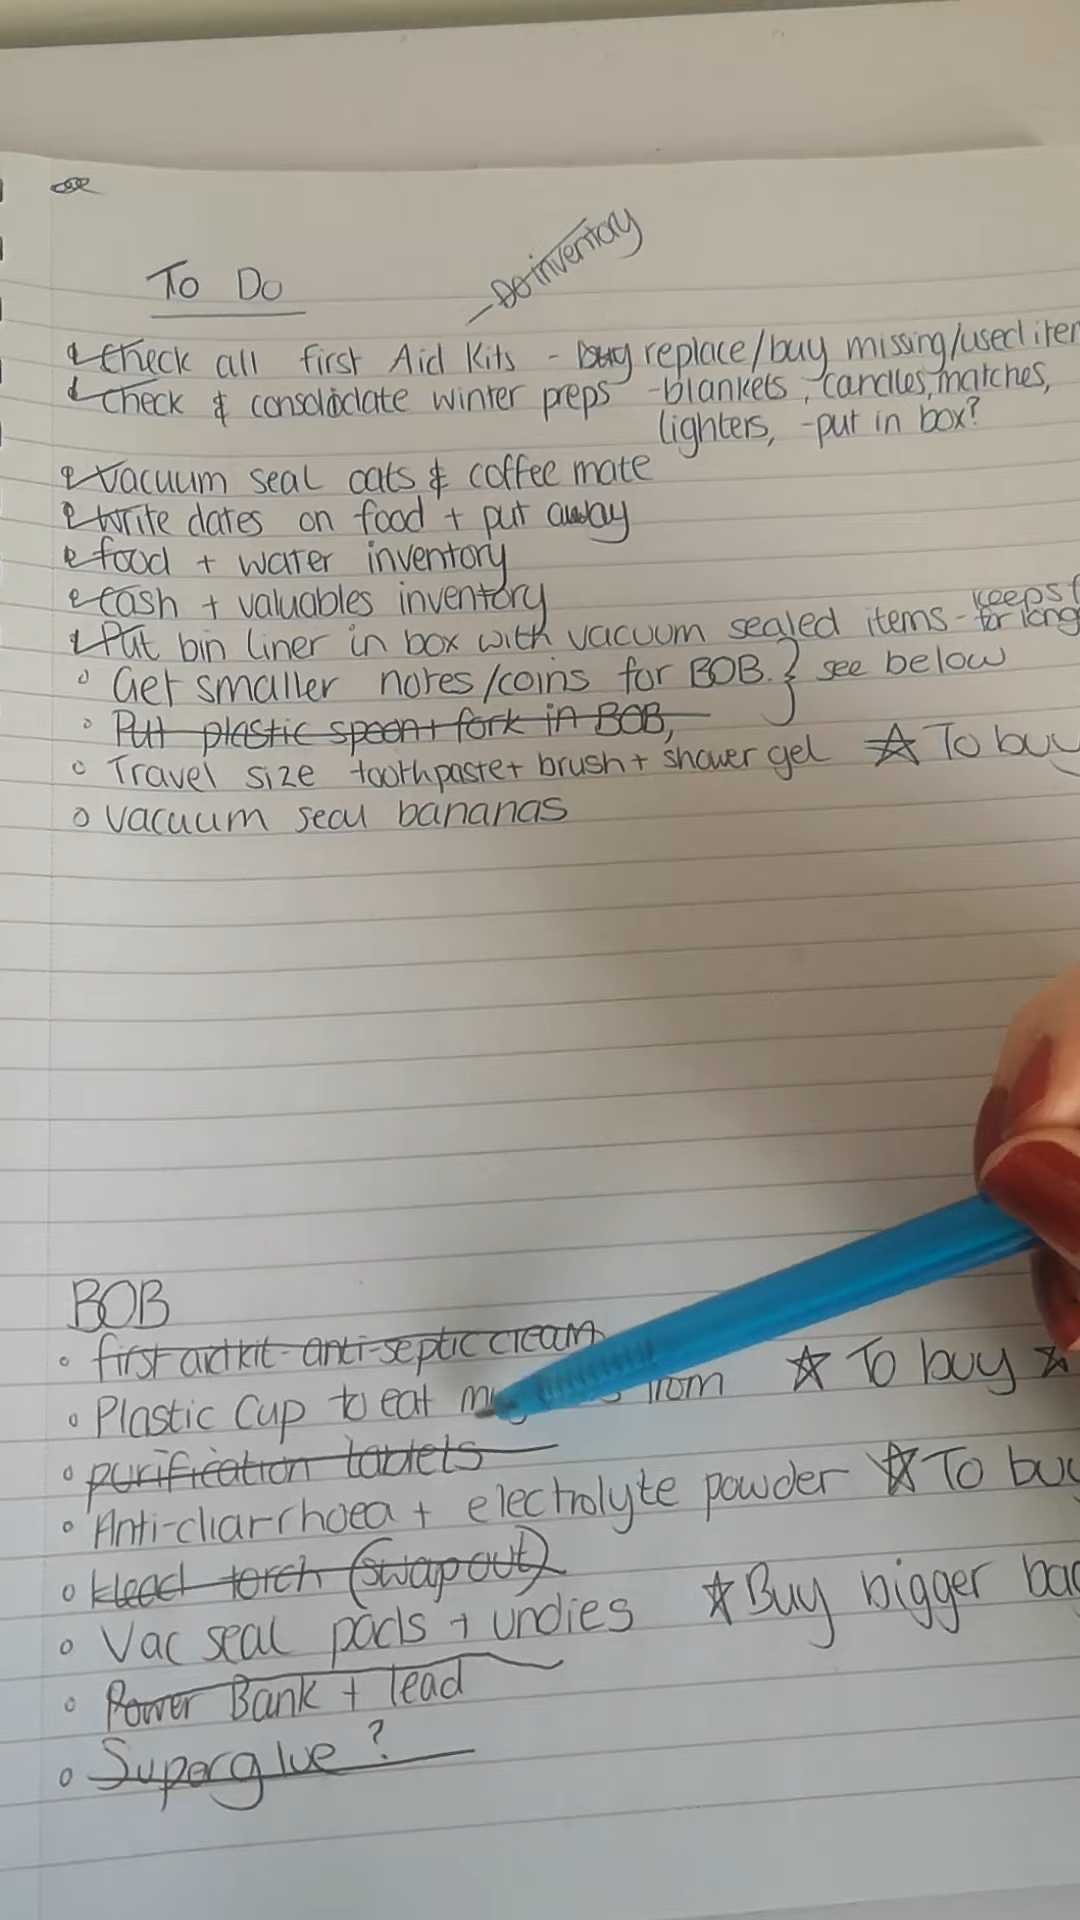 To Do
- Do inventory
Check all first Aid Kits - buy replace/buy missing/used
Check & consolidate winter preps - blankets, candles, matches,
lighters, - put in box?
Vacuum seal oats & coffee mate
Write dates on food + put away
food + water inventory
Cash + valuables inventory
Put bin liner in box with vacuum sealed items - keeps
for long
Get smaller notes/coins for BOB. } see below
Put plastic spoon + fork in BOB,
Travel size toothpaste + brush + shower gel ☆ To buy
Vacuum seal bananas
BOB
first aid kit - anti-septic cream
Plastic Cup to eat from ☆ To buy ☆
purification tablets
Anti-diarrhoea + electrolyte powder ☆ To buy
Head torch (swap out)
Vac seal pads + undies ☆ Buy bigger
Power Bank + lead
Superglue?